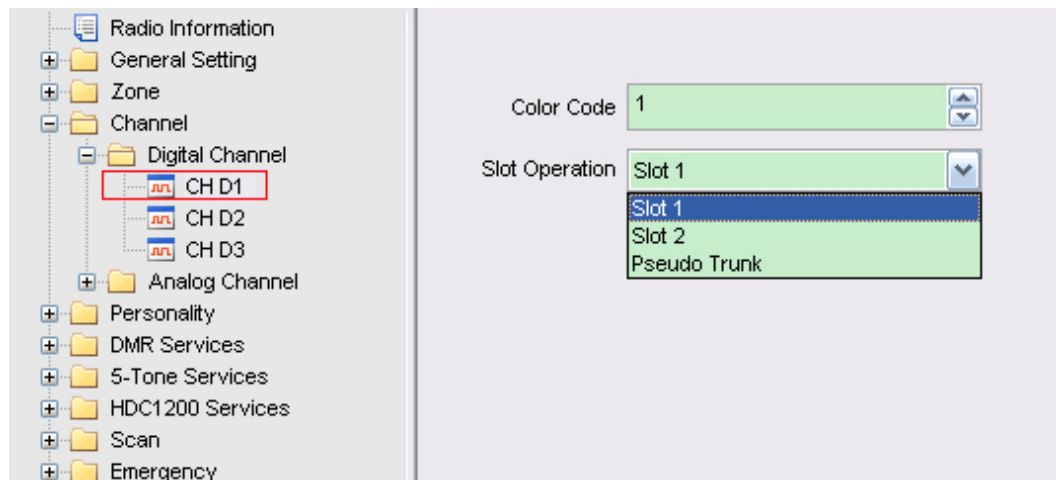 Radio Information
General Setting
Zone
Channel
Digital Channel
CH D1
CH D2
CH D3
Analog Channel
Personality
DMR Services
5-Tone Services
HDC1200 Services
Scan
Emergency
Color Code 1
Slot Operation Slot 1
Slot 1
Slot 2
Pseudo Trunk